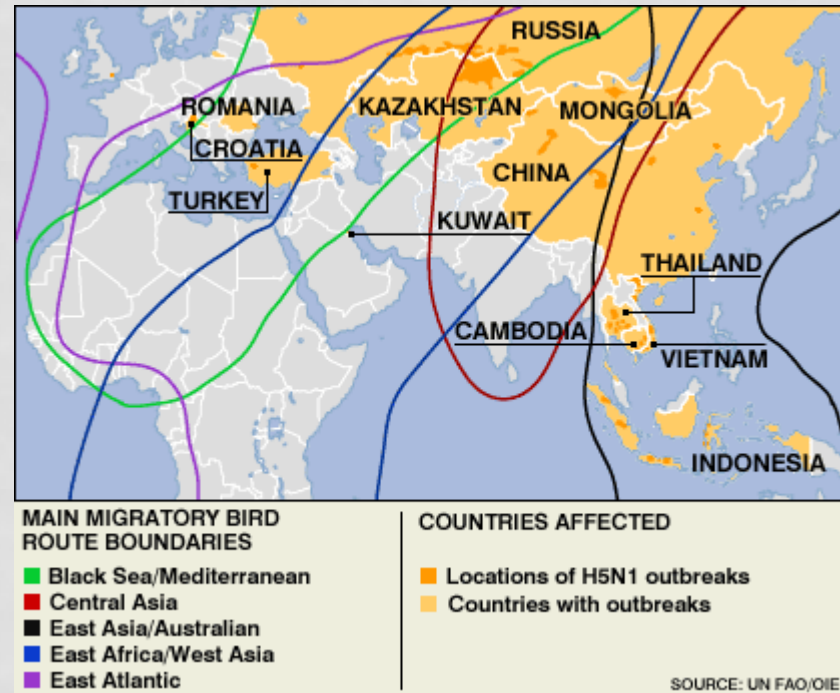 RUSSIA
ROMANIA
KAZAKHSTAN
MONGOLIA
CROATIA
CHINA
TURKEY
KUWAIT
THAILAND
CAMBODIA
VIETNAM
INDONESIA
MAIN MIGRATORY BIRD
ROUTE BOUNDARIES
Black Sea/Mediterranean
Central Asia
East Asia/Australian
East Africa/West Asia
East Atlantic
COUNTRIES AFFECTED
Locations of H5N1 outbreaks
Countries with outbreaks
SOURCE: UN FAO/OIE